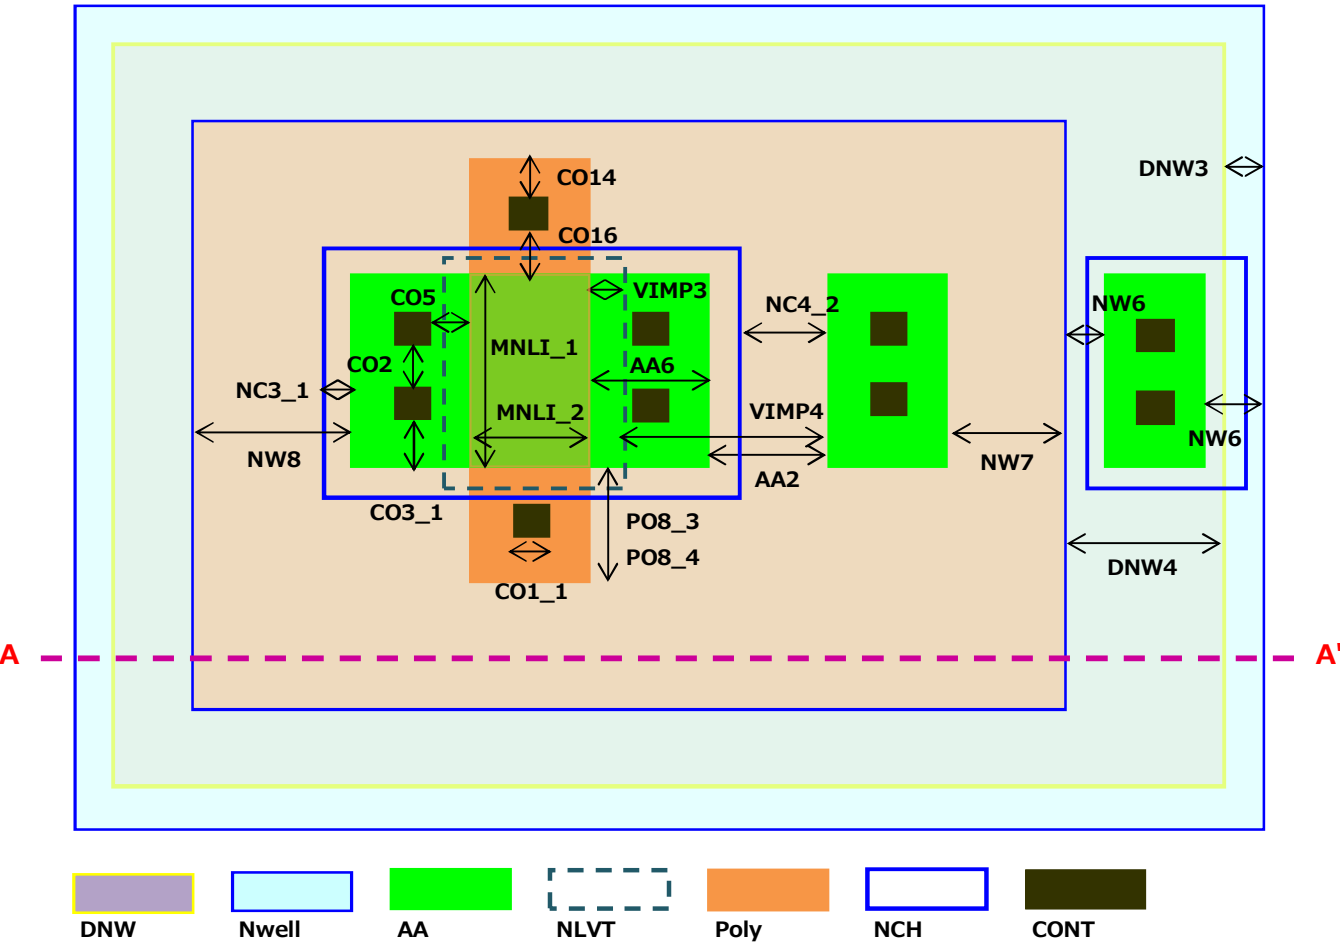 DNW3
CO14
CO16
CO5
VIMP3
NC4_2
NW6
MNLI_1
CO2
AA6
NC3_1
MNLI_2
VIMP4
NW6
NW8
NW7
AA2
CO3_1
PO8_3
PO8_4
DNW4
CO1_1
A
A'
DNW
Nwell
AA
NLVT
Poly
NCH
CONT